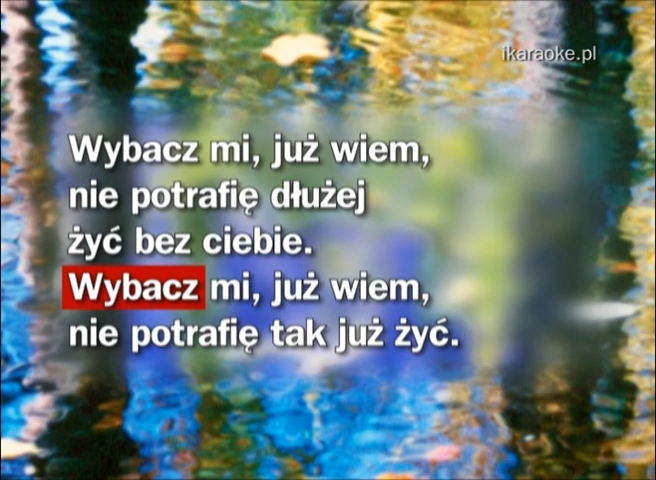 ikaraoke.pl
Wybacz mi, już wiem,
nie potrafię dłużej
żyć bez ciebie.
Wybacz mi, już wiem,
nie potrafię tak już żyć.